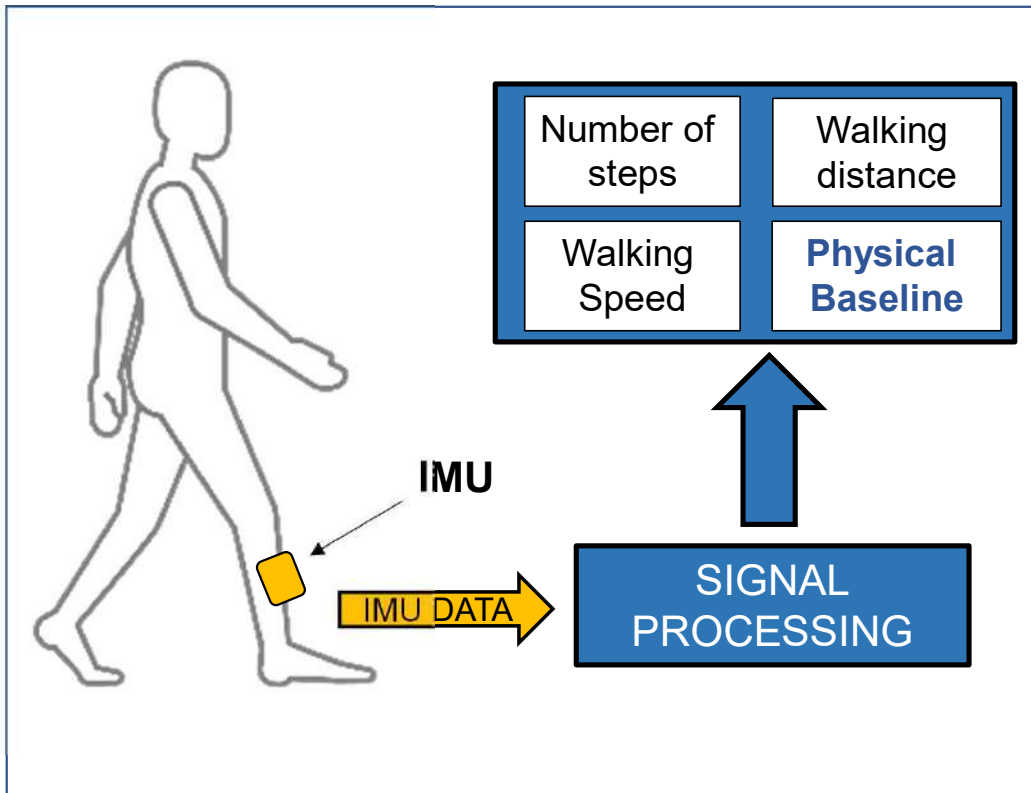 Number of
steps
Walking
distance
Walking
Speed
Physical
Baseline
IMU
IMU DATA
SIGNAL
PROCESSING